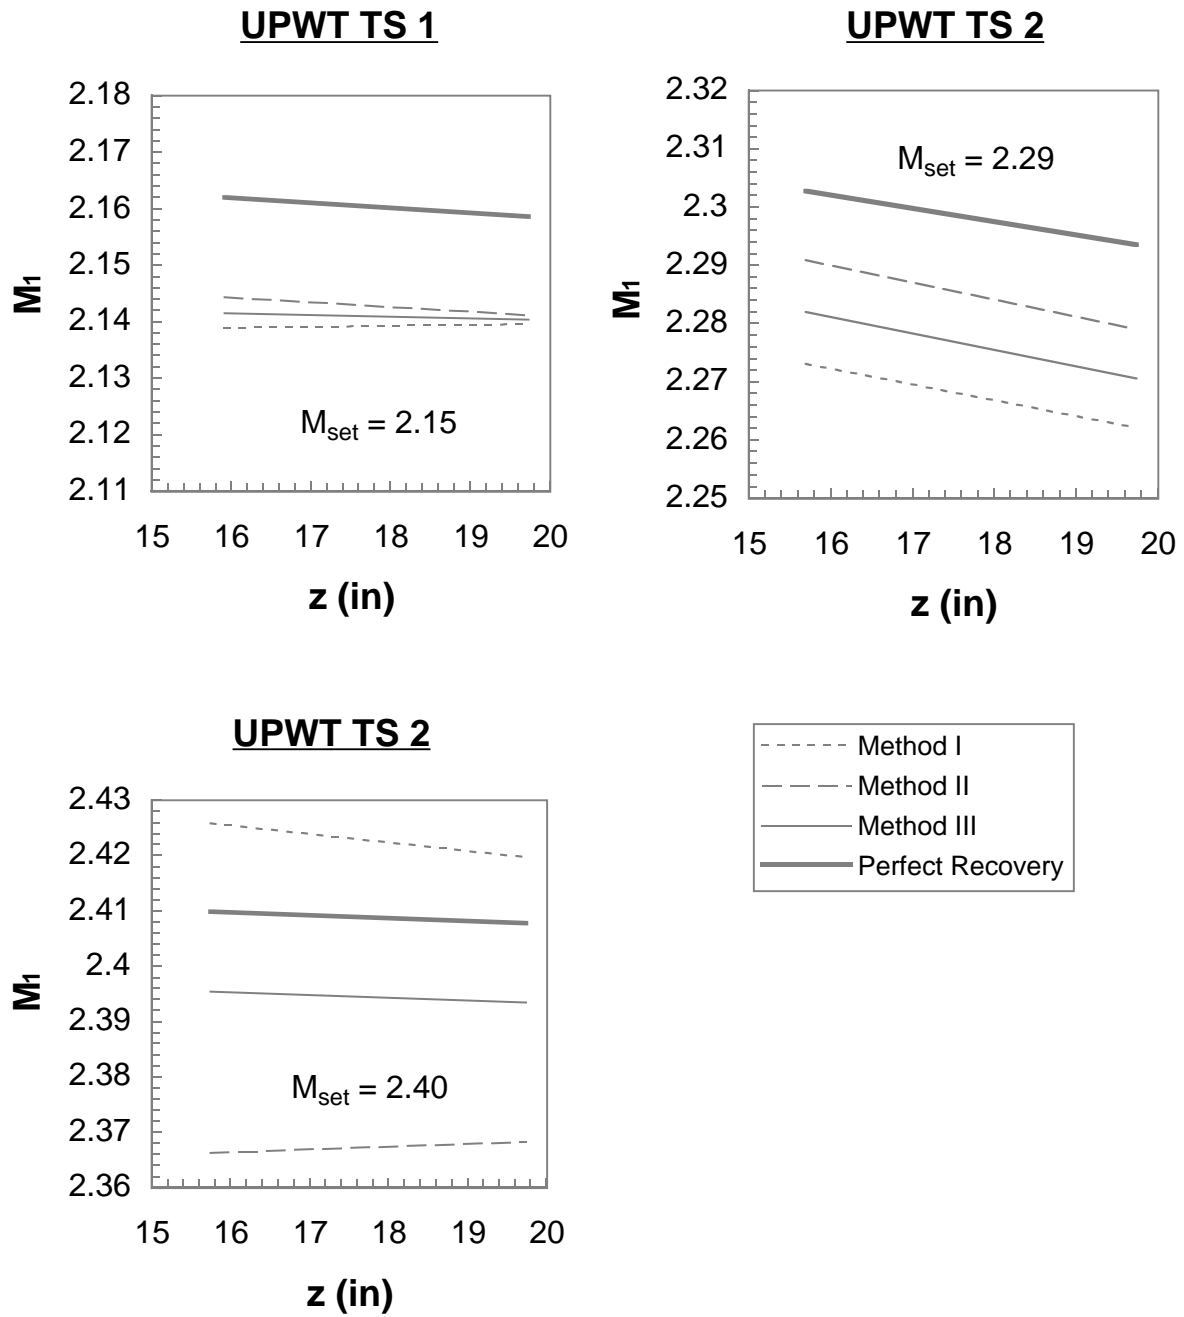 UPWT TS 1
2.18
2.17
2.16
2.15
2.14
2.13
2.12
2.11
M1
Mset = 2.15
15 16 17 18 19 20
z (in)
UPWT TS 2
2.32
2.31
2.3
2.29
2.28
2.27
2.26
2.25
M1
Mset = 2.29
15 16 17 18 19 20
z (in)
UPWT TS 2
2.43
2.42
2.41
2.4
2.39
2.38
2.37
2.36
M1
Mset = 2.40
15 16 17 18 19 20
z (in)
Method I
Method II
Method III
Perfect Recovery